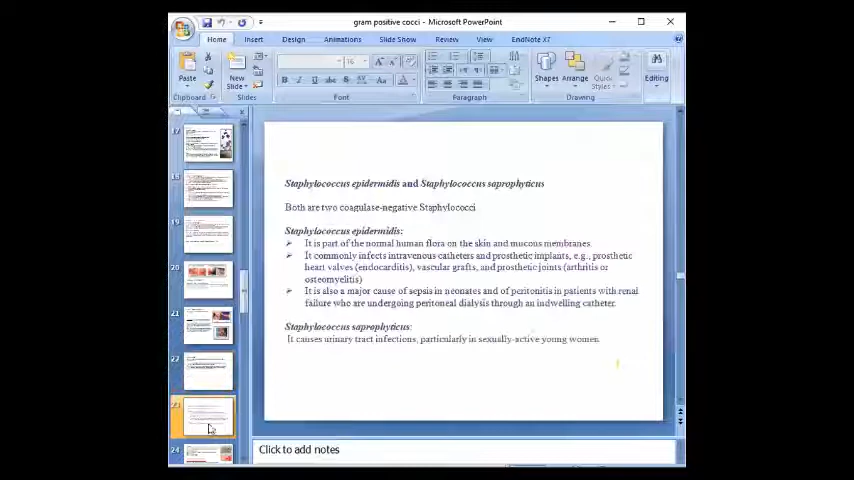 gram positive cocci - Microsoft PowerPoint
Home Insert Design Animations Slide Show Review View EndNote X7
Paste
New
Slide
Shapes Arrange Quick
Styles
Editing
Clipboard Slides Font Paragraph Drawing
16
B I U abc S AV Aa A
17
18
19
20
21
22
23
24
Staphylococcus epidermidis and Staphylococcus saprophyticus
Both are two coagulase-negative Staphylococci
Staphylococcus epidermidis:
➢ It is part of the normal human flora on the skin and mucous membranes.
➢ It commonly infects intravenous catheters and prosthetic implants, e.g., prosthetic
heart valves (endocarditis), vascular grafts, and prosthetic joints (arthritis or
osteomyelitis)
➢ It is also a major cause of sepsis in neonates and of peritonitis in patients with renal
failure who are undergoing peritoneal dialysis through an indwelling catheter.
Staphylococcus saprophyticus:
It causes urinary tract infections, particularly in sexually-active young women.
Click to add notes